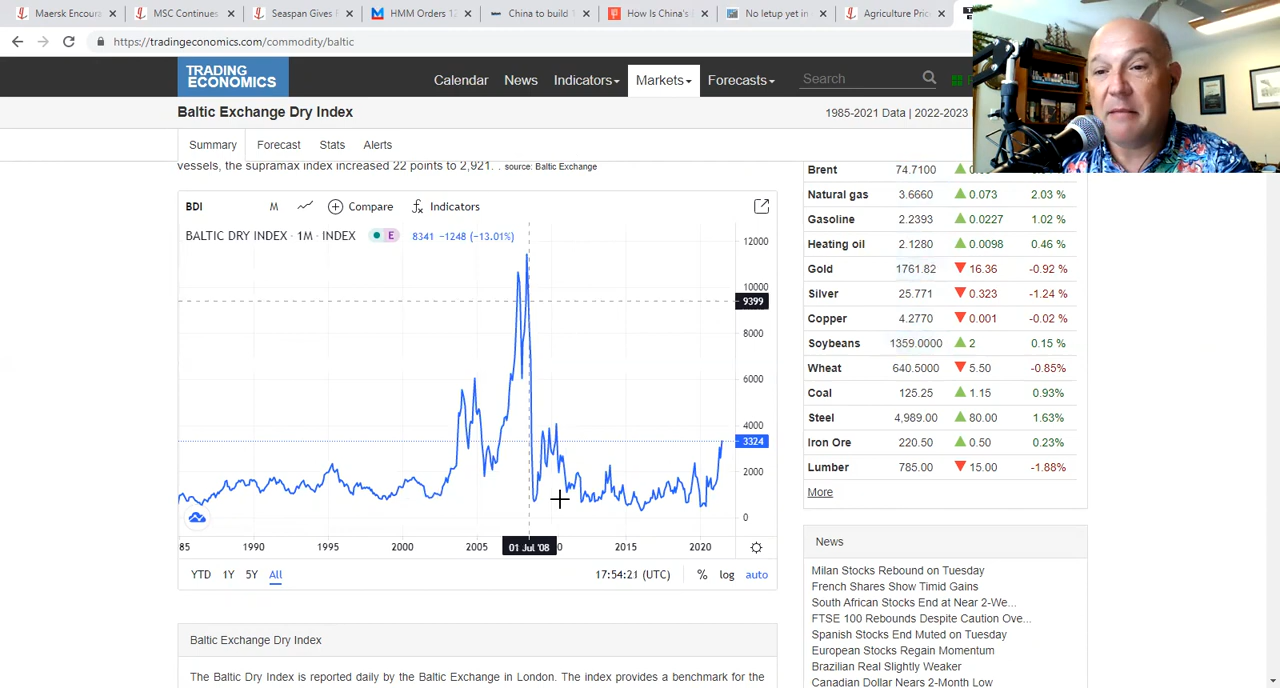 Maersk Encoura
MSC Continues
Seaspan Gives F
HMM Orders 12
China to build
How Is China's
No letup yet in
Agriculture Pric
https://tradingeconomics.com/commodity/baltic
TRADING
ECONOMICS
Calendar
News
Indicators
Markets
Forecasts
Search
Baltic Exchange Dry Index
1985-2021 Data | 2022-2023
Summary
Forecast
Stats
Alerts
vessels, the supramax index increased 22 points to 2,921. . source: Baltic Exchange
BDI
M
Compare
Indicators
BALTIC DRY INDEX · 1M · INDEX
E
8341 −1248 (−13.01%)
12000
10000
9399
8000
6000
4000
3324
2000
0
85
1990
1995
2000
2005
01 Jul '08
0
2015
2020
YTD
1Y
5Y
All
17:54:21 (UTC)
%
log
auto
Baltic Exchange Dry Index
The Baltic Dry Index is reported daily by the Baltic Exchange in London. The index provides a benchmark for the
Brent 74.7100
Natural gas 3.6660 0.073 2.03 %
Gasoline 2.2393 0.0227 1.02 %
Heating oil 2.1280 0.0098 0.46 %
Gold 1761.82 16.36 -0.92 %
Silver 25.771 0.323 -1.24 %
Copper 4.2770 0.001 -0.02 %
Soybeans 1359.0000 2 0.15 %
Wheat 640.5000 5.50 -0.85%
Coal 125.25 1.15 0.93%
Steel 4,989.00 80.00 1.63%
Iron Ore 220.50 0.50 0.23%
Lumber 785.00 15.00 -1.88%
More
News
Milan Stocks Rebound on Tuesday
French Shares Show Timid Gains
South African Stocks End at Near 2-We...
FTSE 100 Rebounds Despite Caution Ove...
Spanish Stocks End Muted on Tuesday
European Stocks Regain Momentum
Brazilian Real Slightly Weaker
Canadian Dollar Nears 2-Month Low